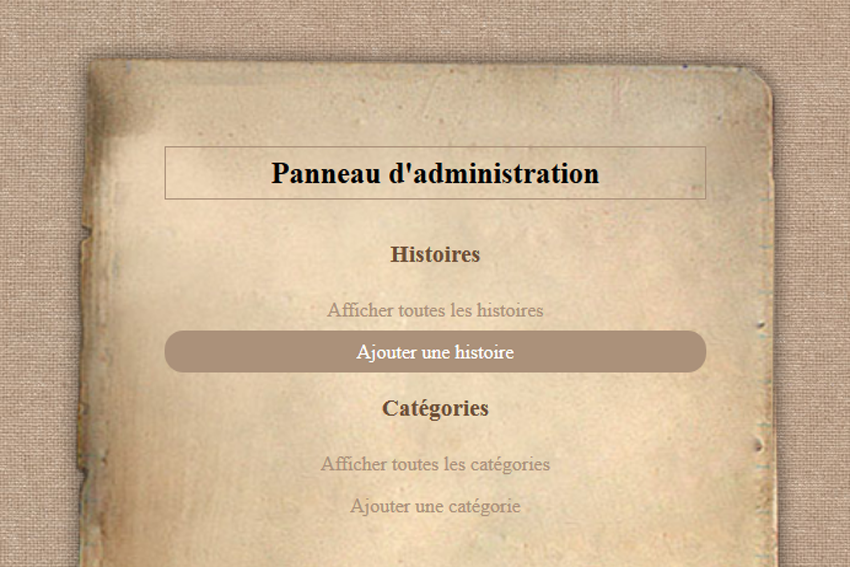 Panneau d'administration
Histoires
Afficher toutes les histoires
Ajouter une histoire
Catégories
Afficher toutes les catégories
Ajouter une catégorie